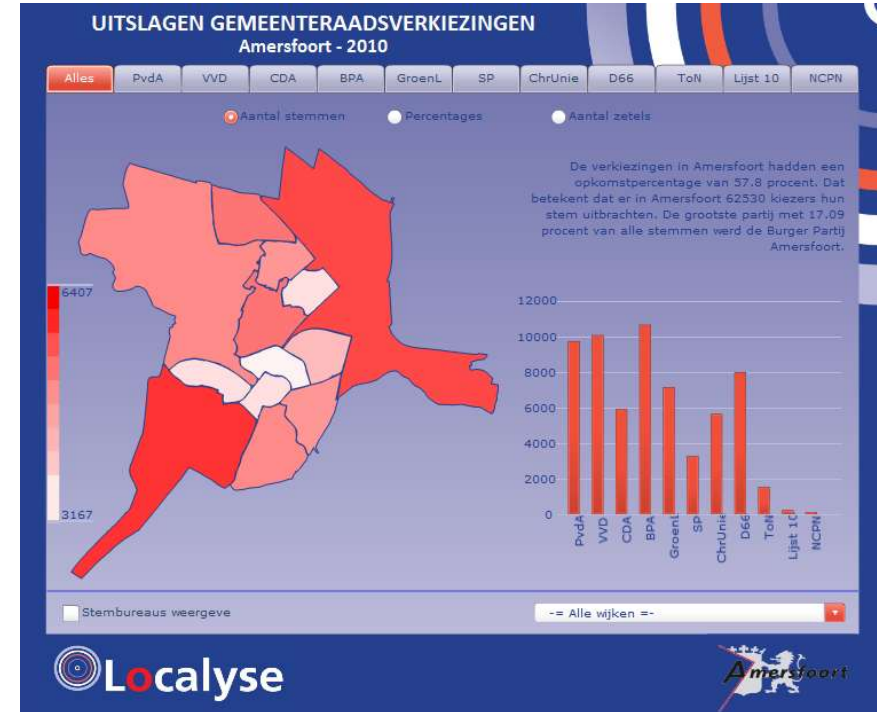 UITSLAGEN GEMEENTERAADSVERKIEZINGEN
Amersfoort - 2010
Alles PvdA VVD CDA BPA GroenL SP ChrUnie D66 ToN Lijst 10 NCPN
Aantal stemmen Percentages Aantal zetels
De verkiezingen in Amersfoort hadden een
opkomstpercentage van 57.8 procent. Dat
betekent dat er in Amersfoort 62530 kiezers hun
stem uitbrachten. De grootste partij met 17.09
procent van alle stemmen werd de Burger Partij
Amersfoort.
6407
3167
12000
10000
8000
6000
4000
2000
0
PvdA
VVD
CDA
BPA
GroenL
SP
ChrUnie
D66
ToN
Lijst 10
NCPN
Stembureaus weergeve
-= Alle wijken =-
Localyse
Amersfoort